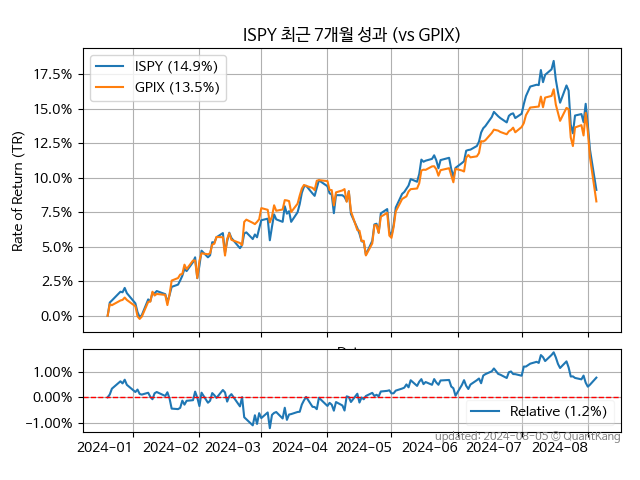 ISPY 최근 7개월 성과 (vs GPIX)
Rate of Return (TR)
17.5%
15.0%
12.5%
10.0%
7.5%
5.0%
2.5%
0.0%
ISPY (14.9%)
GPIX (13.5%)
1.00%
0.00%
−1.00%
Relative (1.2%)
updated: 2024-08-05 © QuantKang
2024-01 2024-02 2024-03 2024-04 2024-05 2024-06 2024-07 2024-08